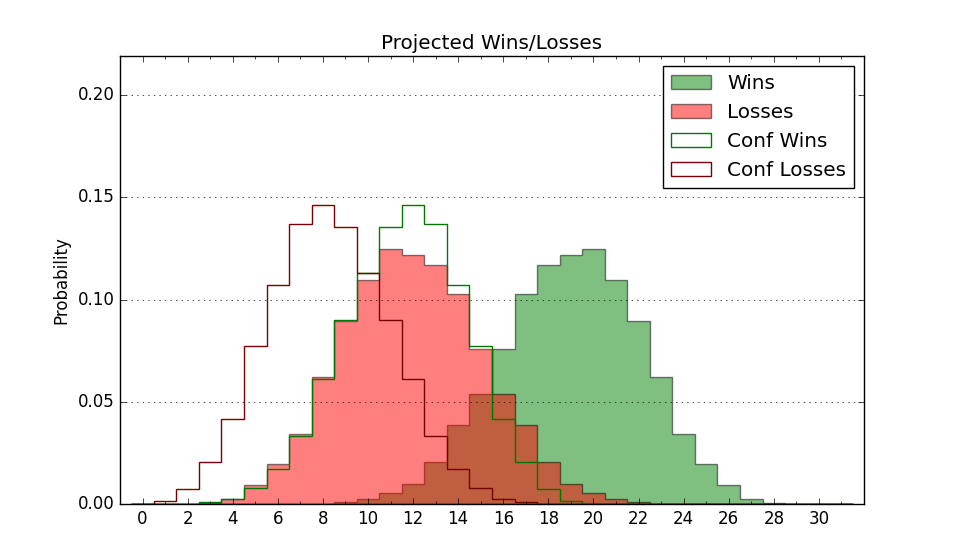 Projected Wins/Losses
Wins
Losses
Conf Wins
Conf Losses
Probability
0.20
0.15
0.10
0.05
0.00
0 2 4 6 8 10 12 14 16 18 20 22 24 26 28 30